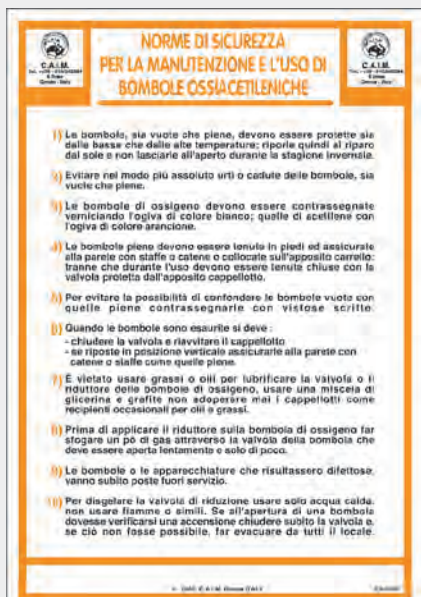 C.A.I.M.
NORME DI SICUREZZA
PER LA MANUTENZIONE E L'USO DI
BOMBOLE OSSIACETILENICHE
C.A.I.M.
1) Le bombole, sia vuote che piene, devono essere protette sia
dalle basse che dalle alte temperature; riporle quindi al riparo
dal sole e non lasciarle all'aperto durante la stagione invernale.
2) Evitare nel modo più assoluto urti o cadute delle bombole, sia
vuote che piene.
3) Le bombole di ossigeno devono essere contrassegnate
verniciando l'ogiva di colore bianco; quelle di acetilene con
l'ogiva di colore arancione.
4) Le bombole piene devono essere tenute in piedi ed assicurate
alla parete con staffe o catene o collocate sull'apposito carrello;
tranne che durante l'uso devono essere tenute chiuse con la
valvola protetta dall'apposito cappellotto.
5) Per evitare la possibilità di confondere le bombole vuote con
quelle piene contrassegnarle con vistose scritte.
6) Quando le bombole sono esaurite si deve :
- chiudere la valvola e riavvitare il cappellotto
- se riposte in posizione verticale assicurarle alla parete con
catene o staffe come quelle piene.
7) È vietato usare grassi o olii per lubrificare la valvola o il
riduttore delle bombole di ossigeno, usare una miscela di
glicerina e grafite non adoperare mai i cappellotti come
recipienti occasionali per olii e grassi.
8) Prima di applicare il riduttore sulla bombola di ossigeno far
sfogare un pò di gas attraverso la valvola della bombola che
deve essere aperta lentamente e solo di poco.
9) Le bombole o le apparecchiature che risultassero difettose,
vanno subito poste fuori servizio.
10) Per disgelare la valvola di riduzione usare solo acqua calda,
non usare fiamme o simili. Se all'apertura di una bombola
dovesse verificarsi una accensione chiudere subito la valvola e,
se ciò non fosse possibile, far evacuare da tutti il locale.
C.A.I.M. Genova ITALY